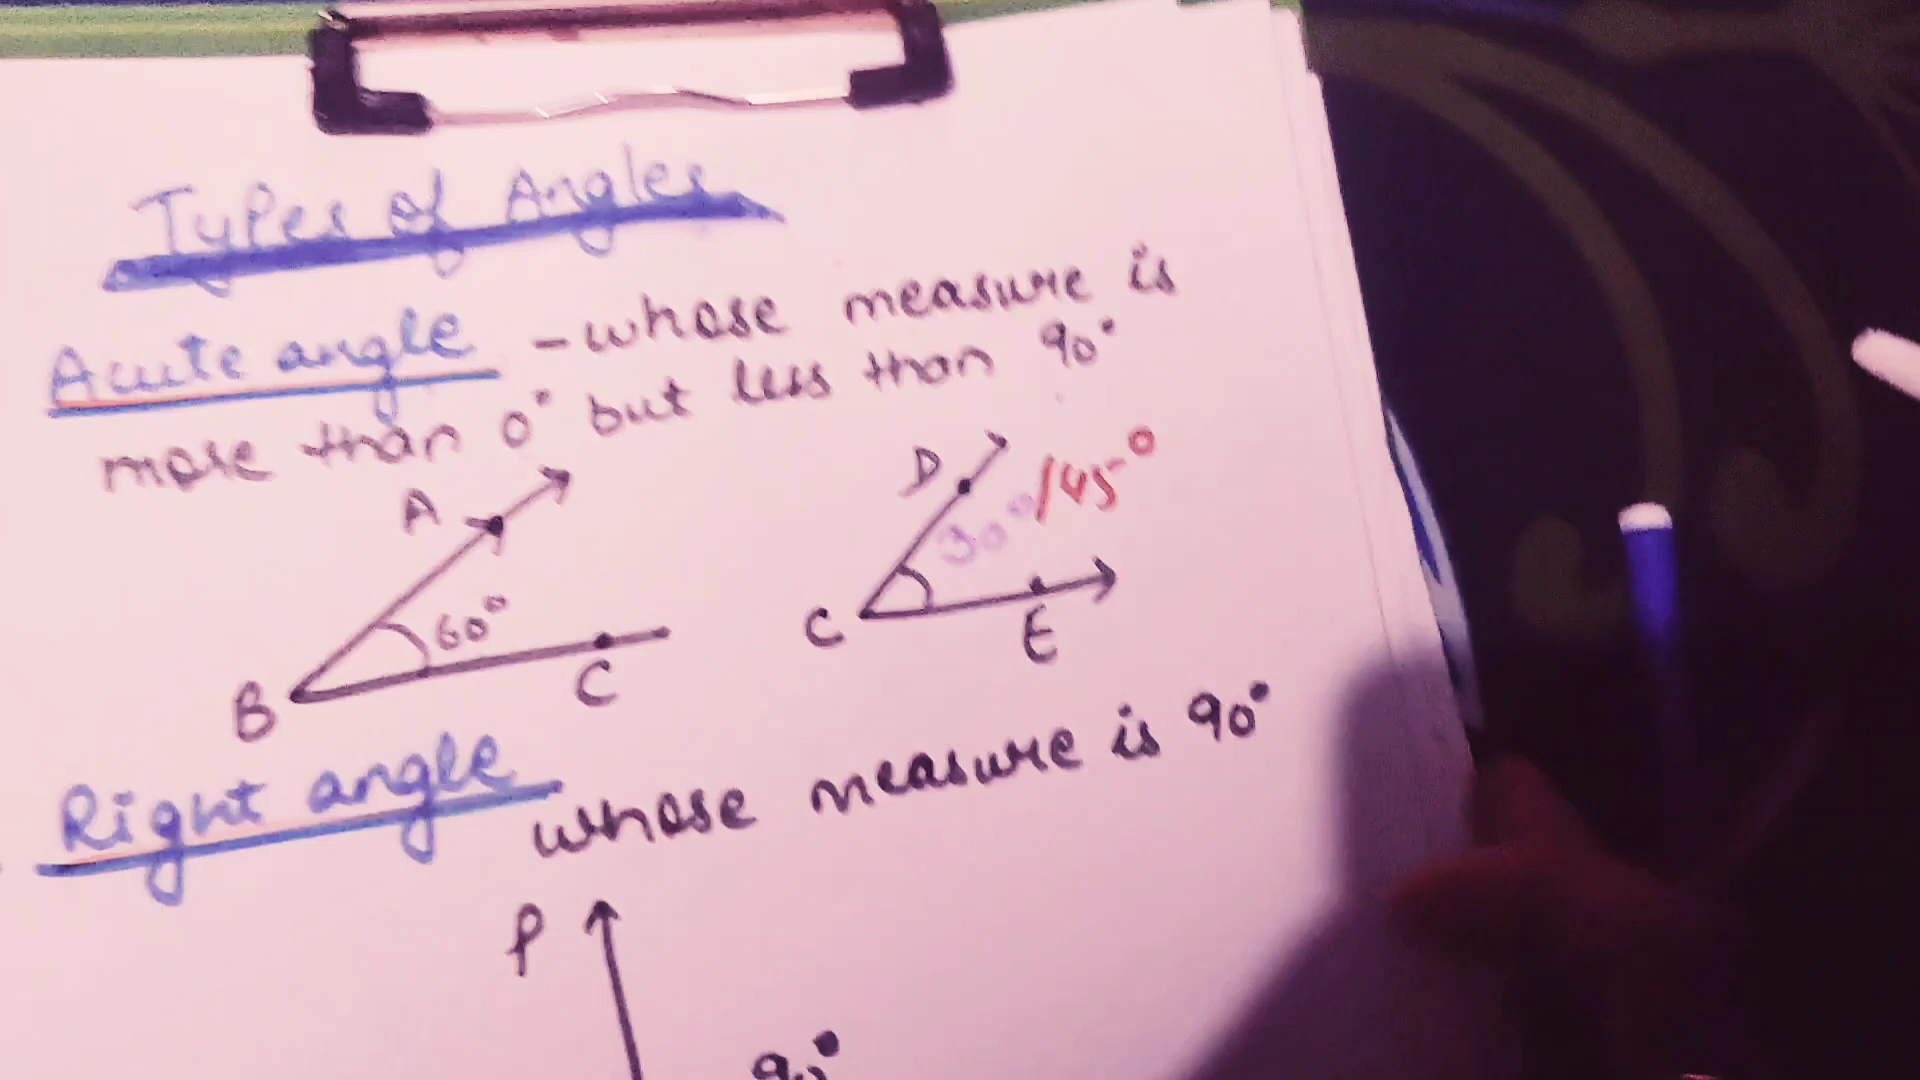 Types of Angles
Acute angle - whose measure is
more than 0° but less than 90°
A
60°
B
C
D
30°/45°
C
E
Right angle whose measure is 90°
P
90°